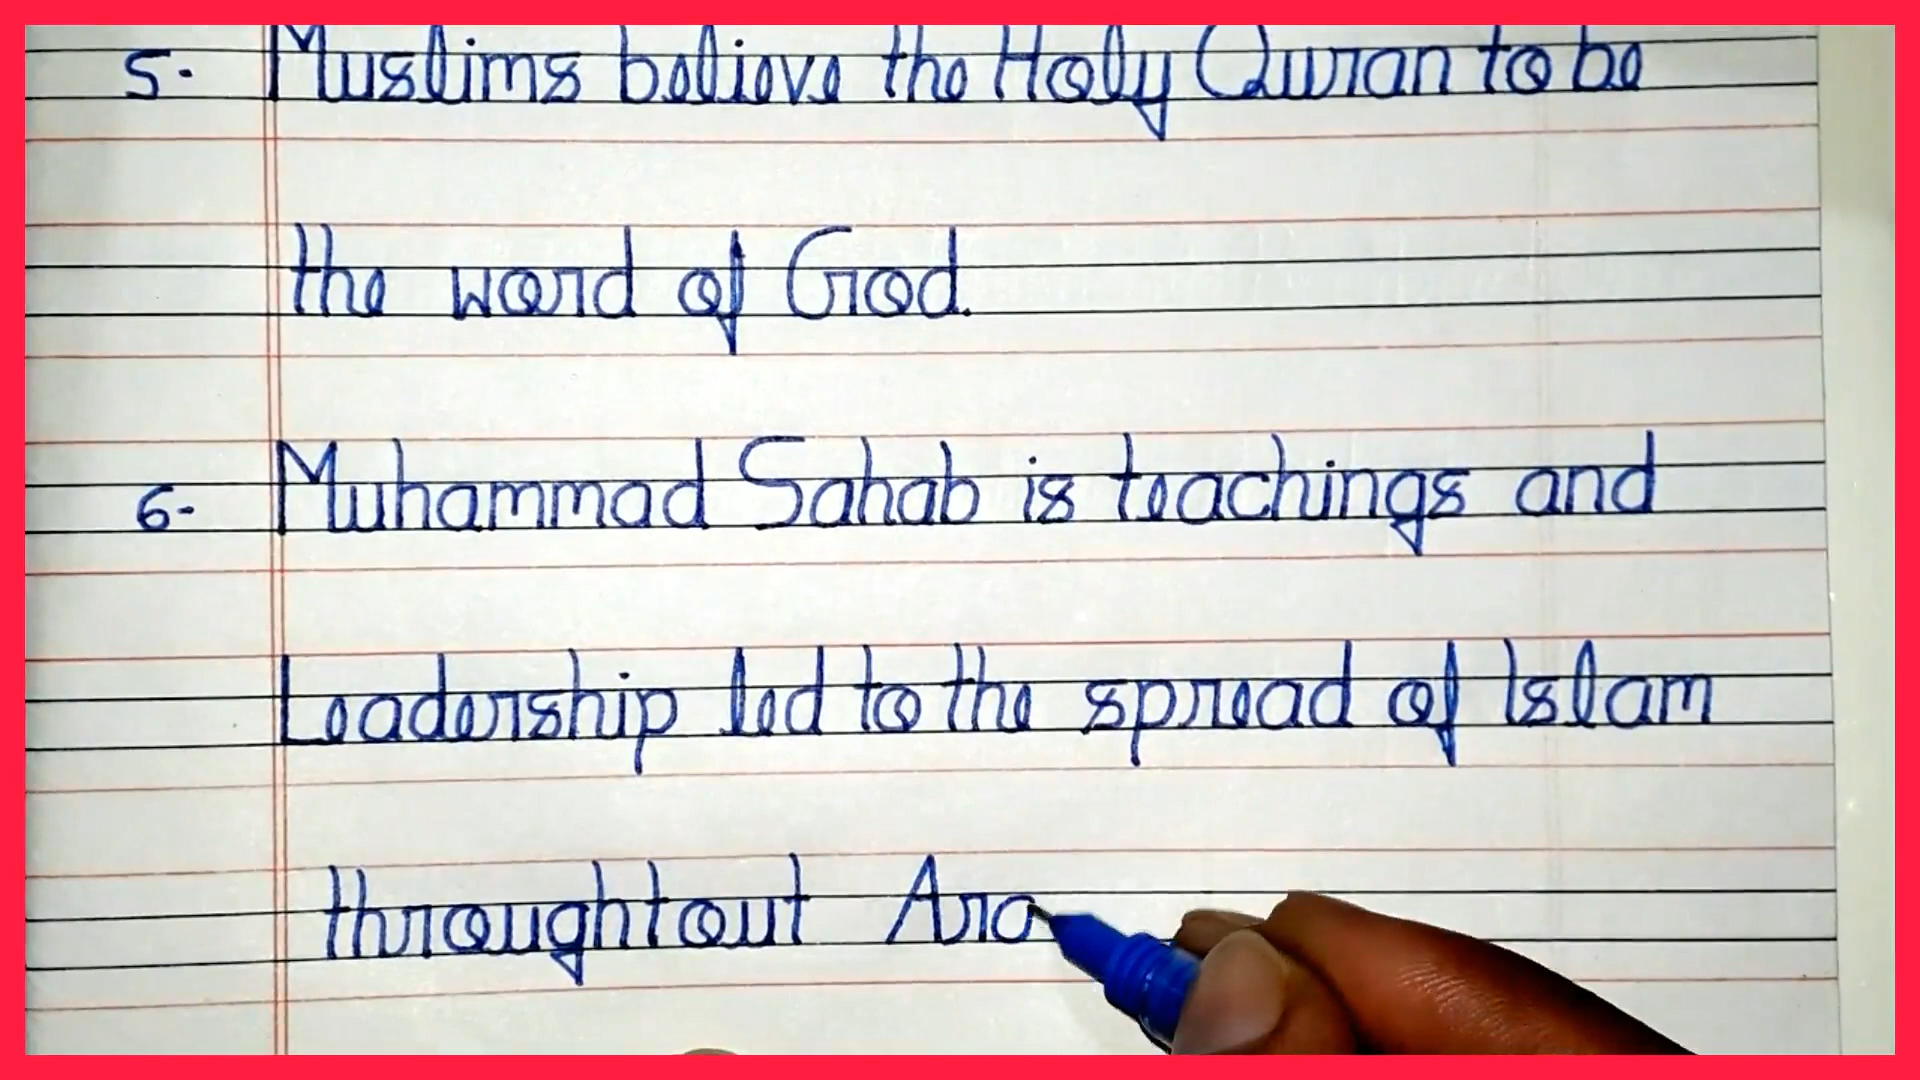 5. Muslims believe the Holy Quran to be
the word of God.
6. Muhammad Sahab is teachings and
Leadership led to the spread of Islam
throughtout Ara